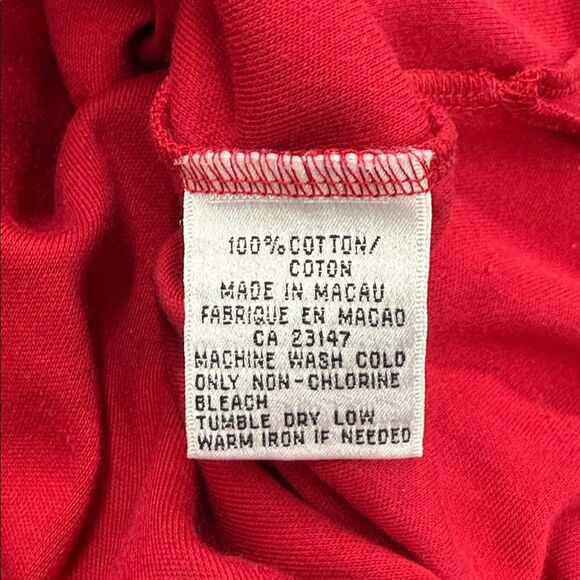 100% COTTON/
COTON
MADE IN MACAU
FABRIQUE EN MACAO
CA 23147
MACHINE WASH COLD
ONLY NON-CHLORINE
BLEACH
TUMBLE DRY LOW
WARM IRON IF NEEDED